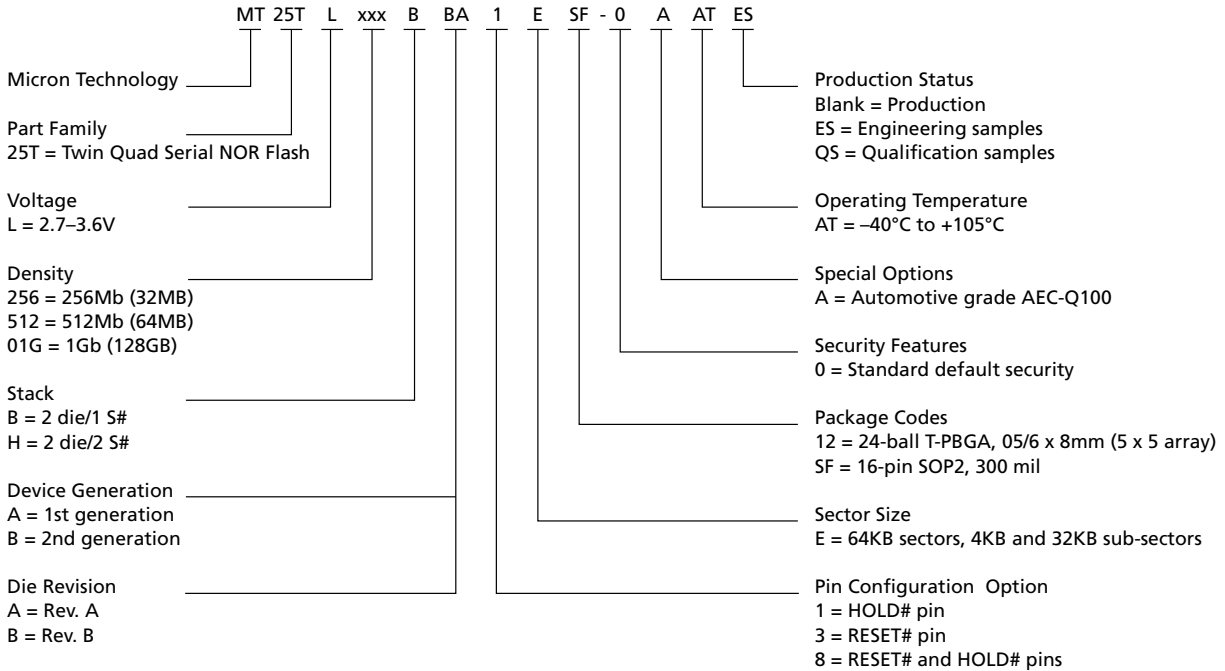 MT 25T L xxx B BA 1 E SF - 0 A AT ES
Micron Technology
Part Family
25T = Twin Quad Serial NOR Flash
Voltage
L = 2.7–3.6V
Density
256 = 256Mb (32MB)
512 = 512Mb (64MB)
01G = 1Gb (128GB)
Stack
B = 2 die/1 S#
H = 2 die/2 S#
Device Generation
A = 1st generation
B = 2nd generation
Die Revision
A = Rev. A
B = Rev. B
Production Status
Blank = Production
ES = Engineering samples
QS = Qualification samples
Operating Temperature
AT = –40°C to +105°C
Special Options
A = Automotive grade AEC-Q100
Security Features
0 = Standard default security
Package Codes
12 = 24-ball T-PBGA, 05/6 x 8mm (5 x 5 array)
SF = 16-pin SOP2, 300 mil
Sector Size
E = 64KB sectors, 4KB and 32KB sub-sectors
Pin Configuration Option
1 = HOLD# pin
3 = RESET# pin
8 = RESET# and HOLD# pins